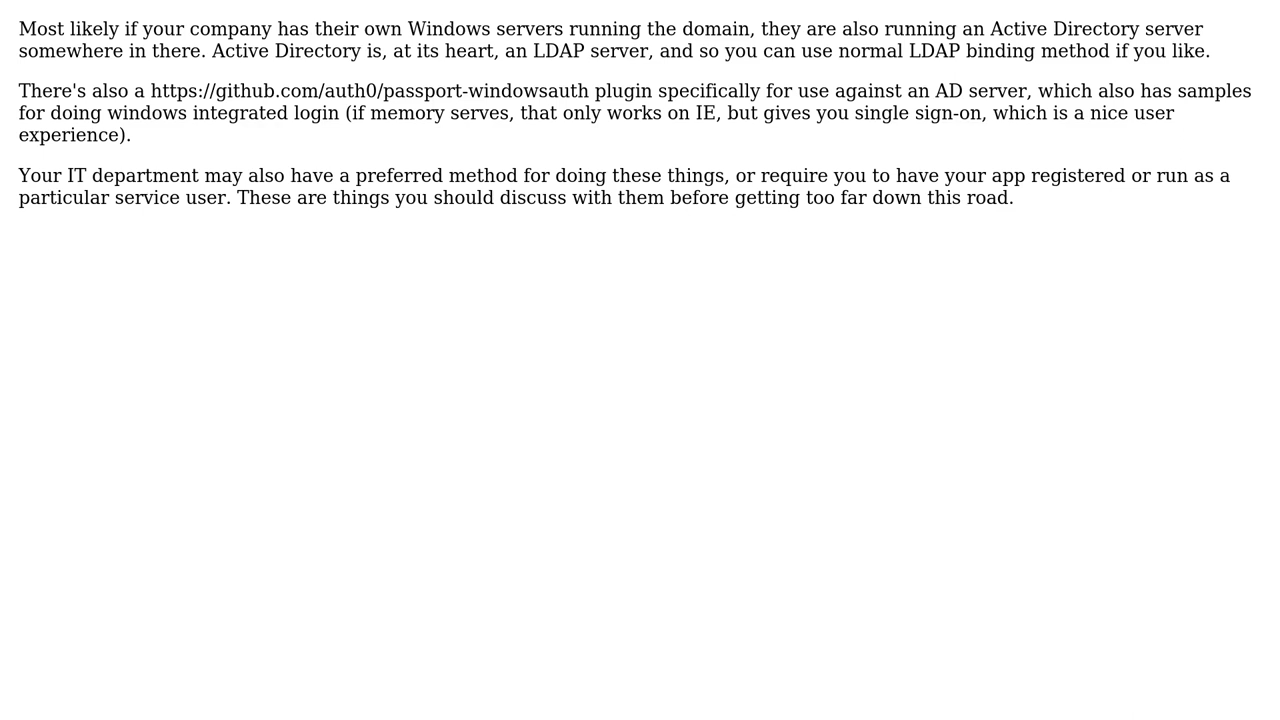 Most likely if your company has their own Windows servers running the domain, they are also running an Active Directory server
somewhere in there. Active Directory is, at its heart, an LDAP server, and so you can use normal LDAP binding method if you like.
There's also a https://github.com/auth0/passport-windowsauth plugin specifically for use against an AD server, which also has samples
for doing windows integrated login (if memory serves, that only works on IE, but gives you single sign-on, which is a nice user
experience).
Your IT department may also have a preferred method for doing these things, or require you to have your app registered or run as a
particular service user. These are things you should discuss with them before getting too far down this road.